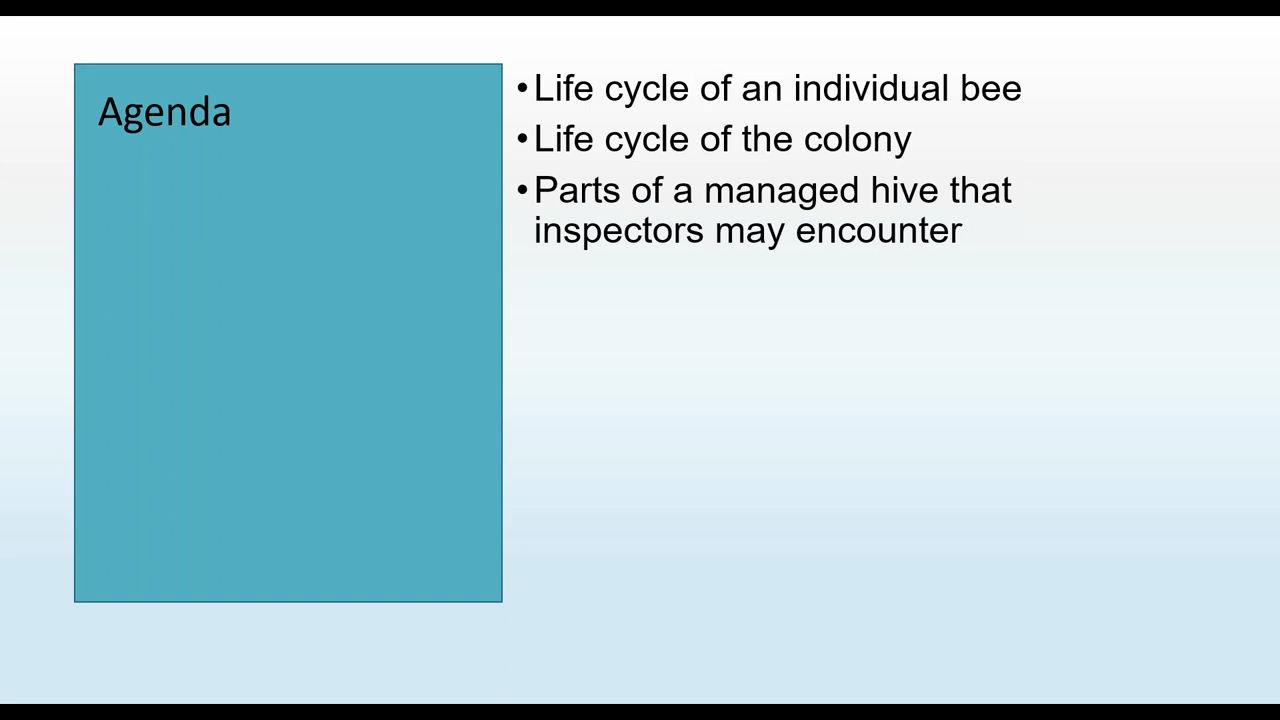 Agenda
•Life cycle of an individual bee
•Life cycle of the colony
•Parts of a managed hive that
inspectors may encounter